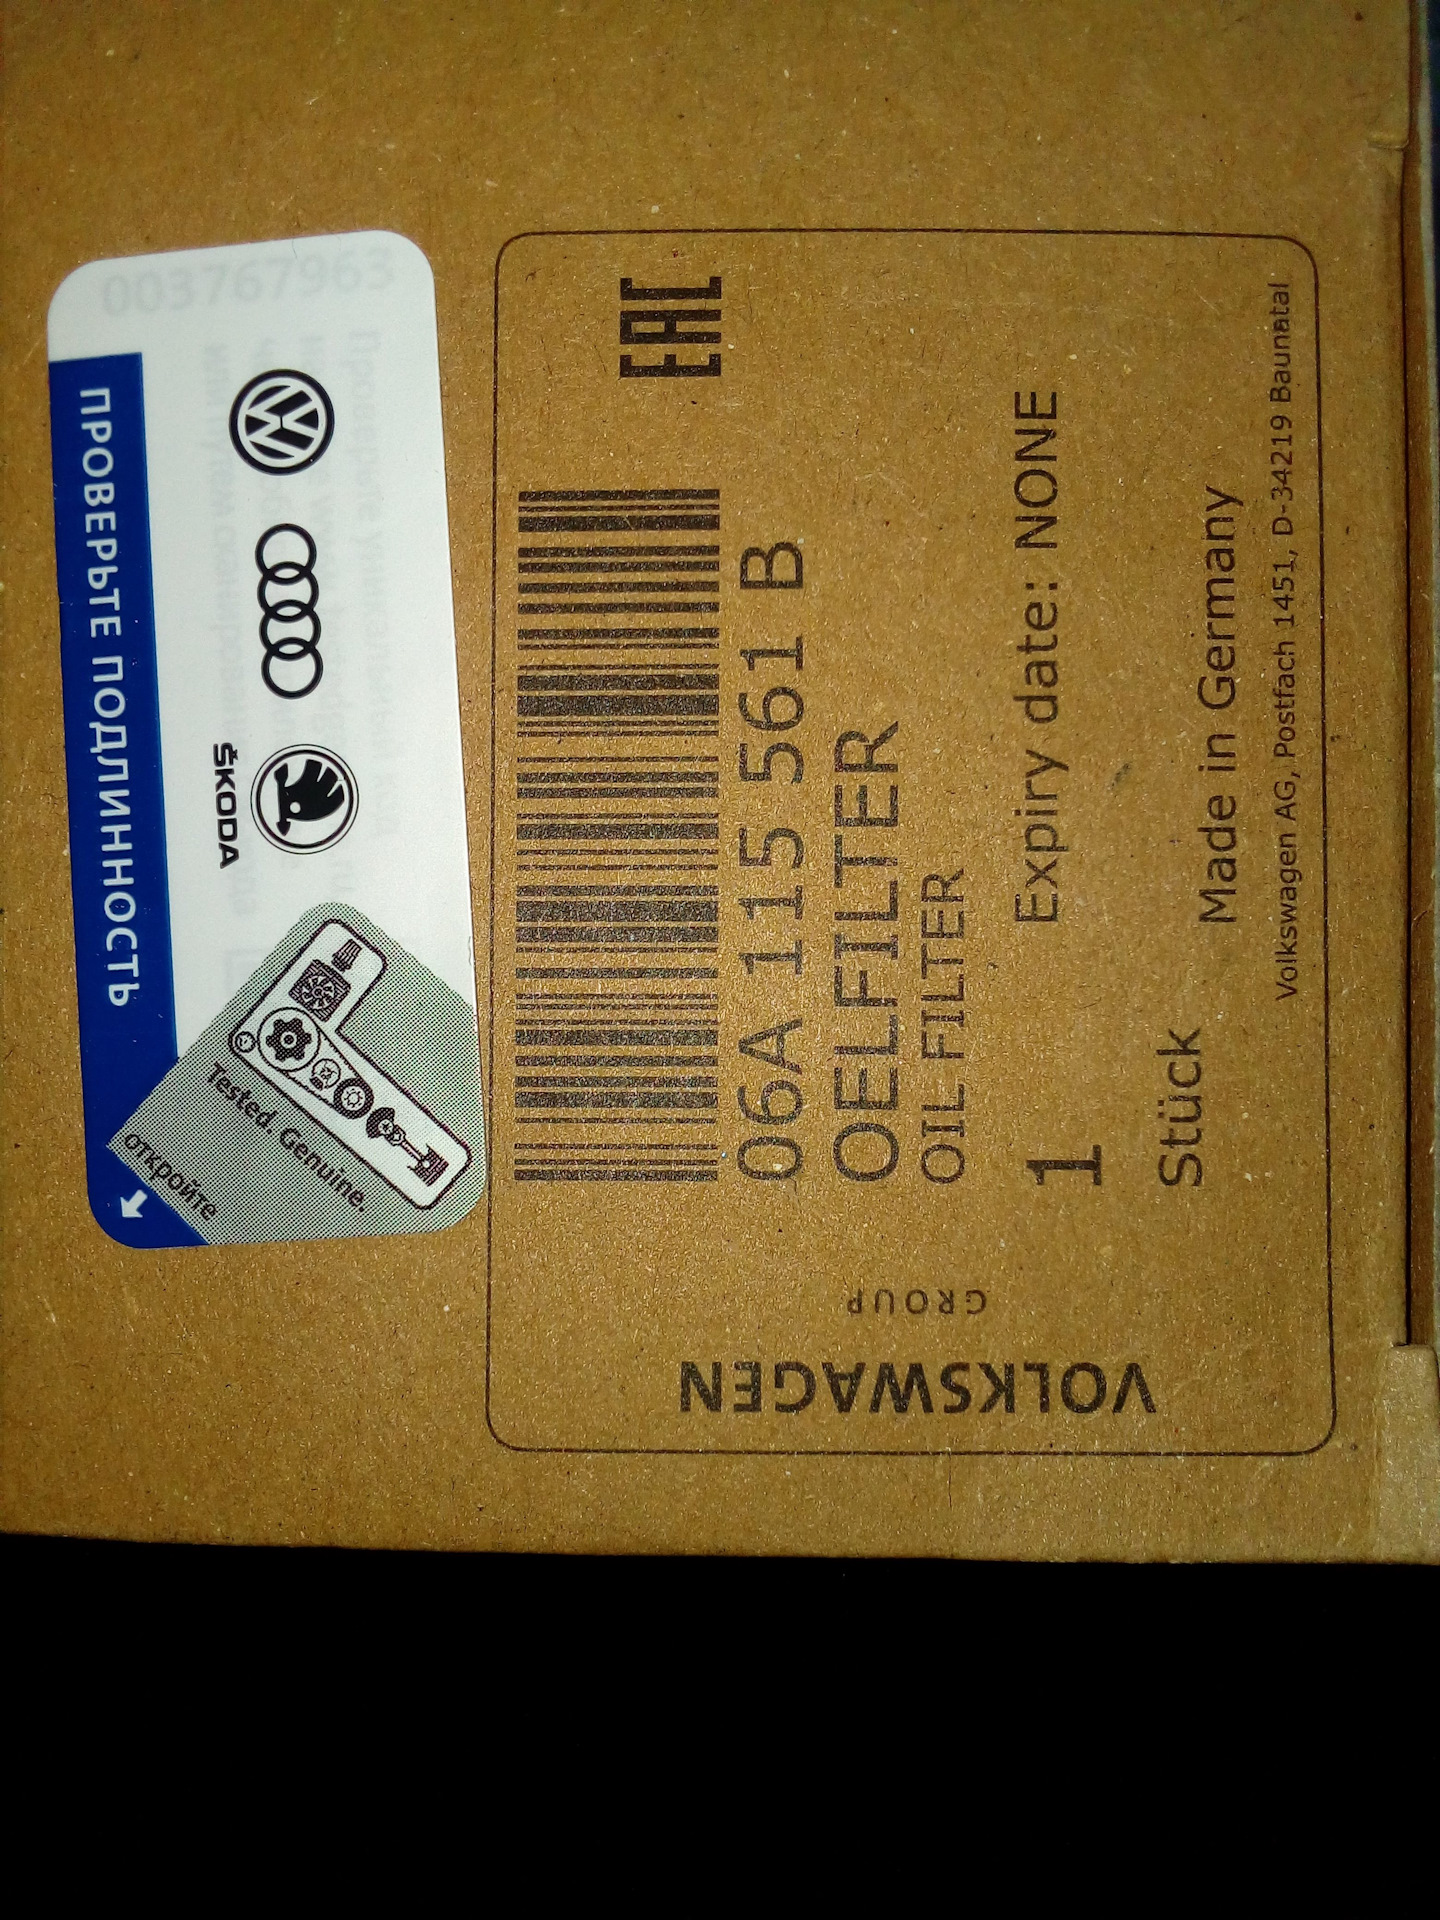 003767963
ПРОВЕРЬТЕ ПОДЛИННОСТЬ
ŠKODA
Tested. Genuine.
откройте
EAC
06A 115 561 B
OELFILTER
OIL FILTER
1
Expiry date: NONE
Stück
Made in Germany
Volkswagen AG, Postfach 1451, D-34219 Baunatal
VOLKSWAGEN
GROUP